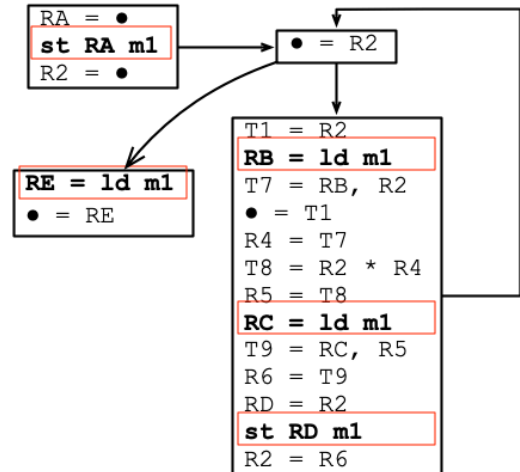 RA = ●
st RA m1
R2 = ●
● = R2
RE = ld m1
● = RE
T1 = R2
RB = ld m1
T7 = RB, R2
● = T1
R4 = T7
T8 = R2 * R4
R5 = T8
RC = ld m1
T9 = RC, R5
R6 = T9
RD = R2
st RD m1
R2 = R6